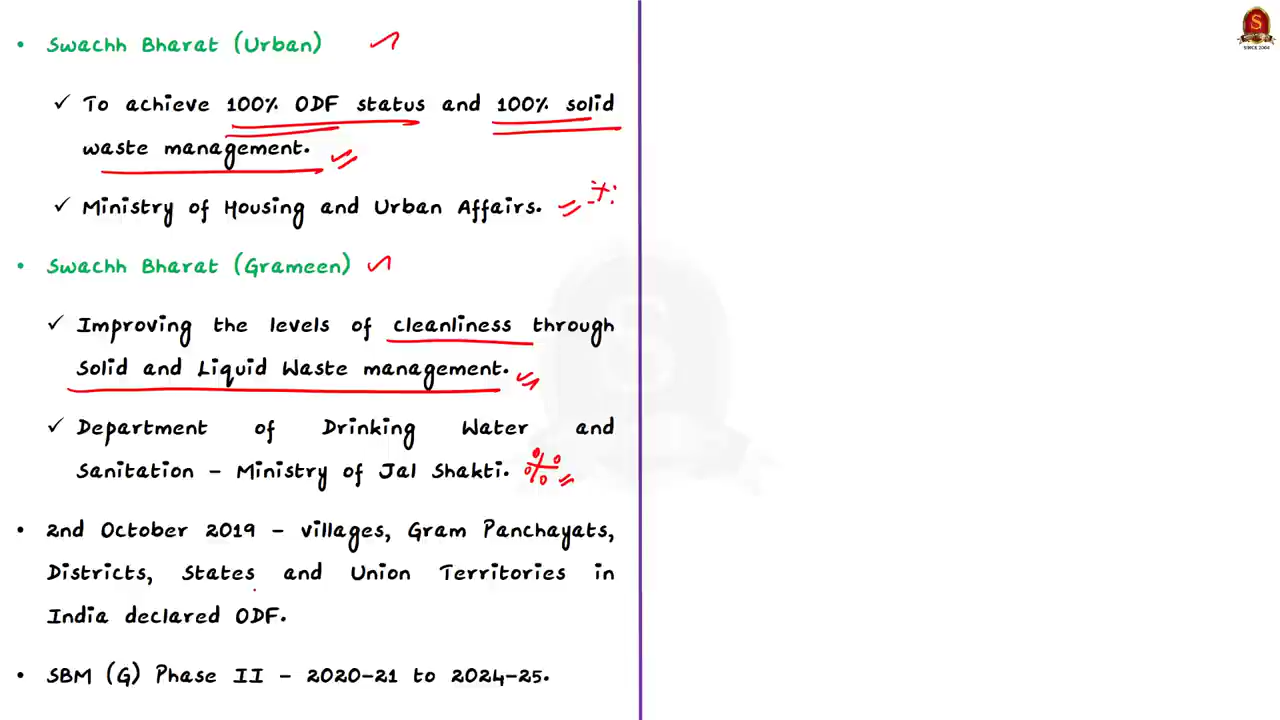 • Swachh Bharat (Urban)
✓ To achieve 100% ODF status and 100% solid
waste management.
✓ Ministry of Housing and Urban Affairs.
• Swachh Bharat (Grameen)
✓ Improving the levels of cleanliness through
Solid and Liquid Waste management.
✓ Department of Drinking Water and
Sanitation - Ministry of Jal Shakti.
• 2nd October 2019 - villages, Gram Panchayats,
Districts, States and Union Territories in
India declared ODF.
• SBM (G) Phase II - 2020-21 to 2024-25.
S
SINCE 2004